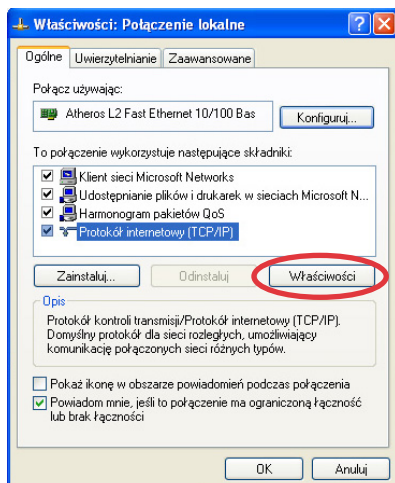 Właściwości: Połączenie lokalne
Ogólne Uwierzytelnianie Zaawansowane
Połącz używając:
Atheros L2 Fast Ethernet 10/100 Bas
Konfiguruj...
To połączenie wykorzystuje następujące składniki:
Klient sieci Microsoft Networks
Udostępnianie plików i drukarek w sieciach Microsoft N...
Harmonogram pakietów QoS
Protokół internetowy (TCP/IP)
Zainstaluj... Odinstaluj Właściwości
Opis
Protokół kontroli transmisji/Protokół internetowy (TCP/IP).
Domyślny protokół dla sieci rozległych, umożliwiający
komunikację połączonych sieci różnych typów.
Pokaż ikonę w obszarze powiadomień podczas połączenia
Powiadom mnie, jeśli to połączenie ma ograniczoną łączność
lub brak łączności
OK Anuluj